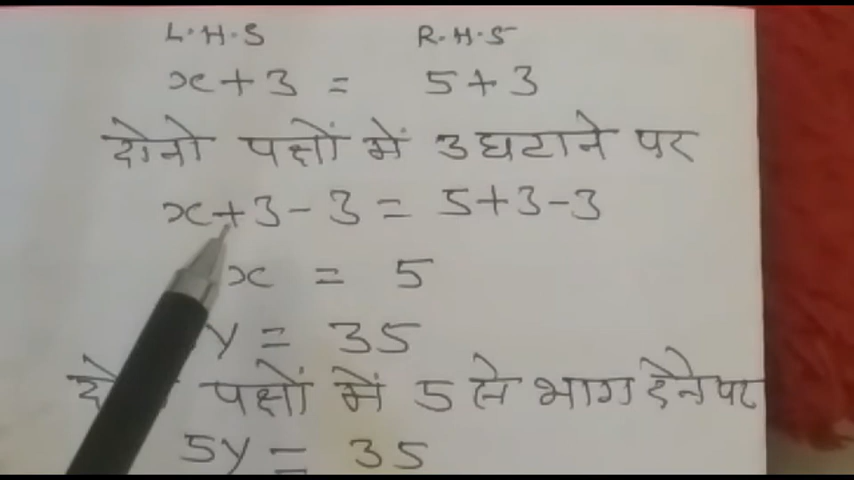 L.H.S R.H.S
x+3 = 5+3
दोनो पक्षों में 3 घटाने पर
x+3-3 = 5+3-3
x = 5
y = 35
पक्षों में 5 से भाग देने पर
5y = 35